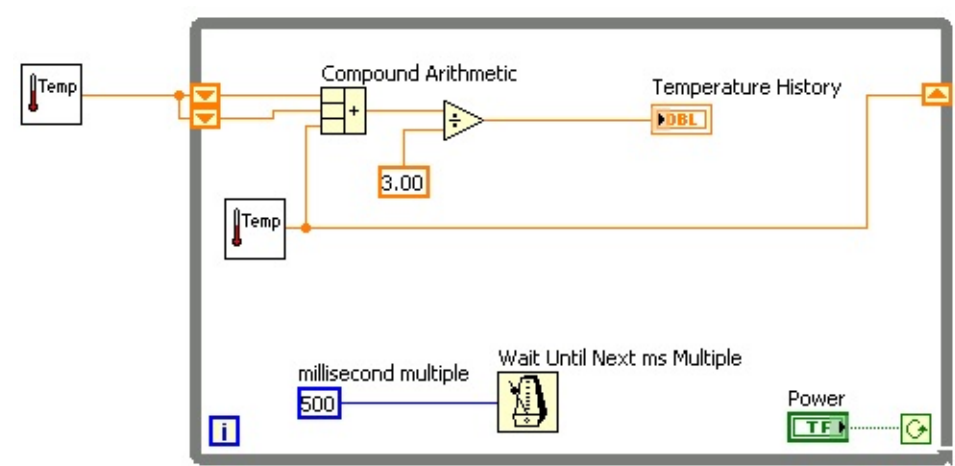 Temp
Compound Arithmetic
+
÷
3.00
Temperature History
DBL
Temp
millisecond multiple
500
Wait Until Next ms Multiple
Power
TF
i